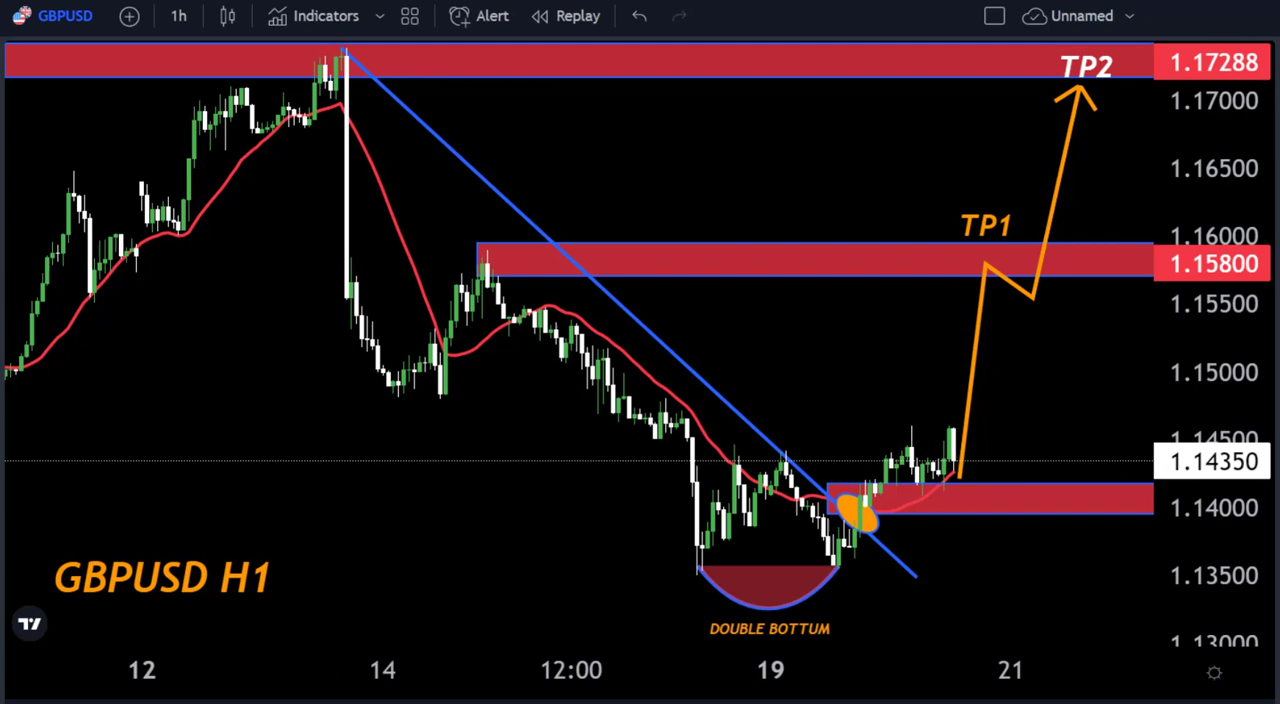 GBPUSD 1h Indicators Alert Replay Unnamed
TP2
1.17288
1.17000
1.16500
TP1
1.16000
1.15800
1.15500
1.15000
1.14500
1.14350
1.14000
GBPUSD H1
1.13500
DOUBLE BOTTUM
1.13000
12 14 12:00 19 21